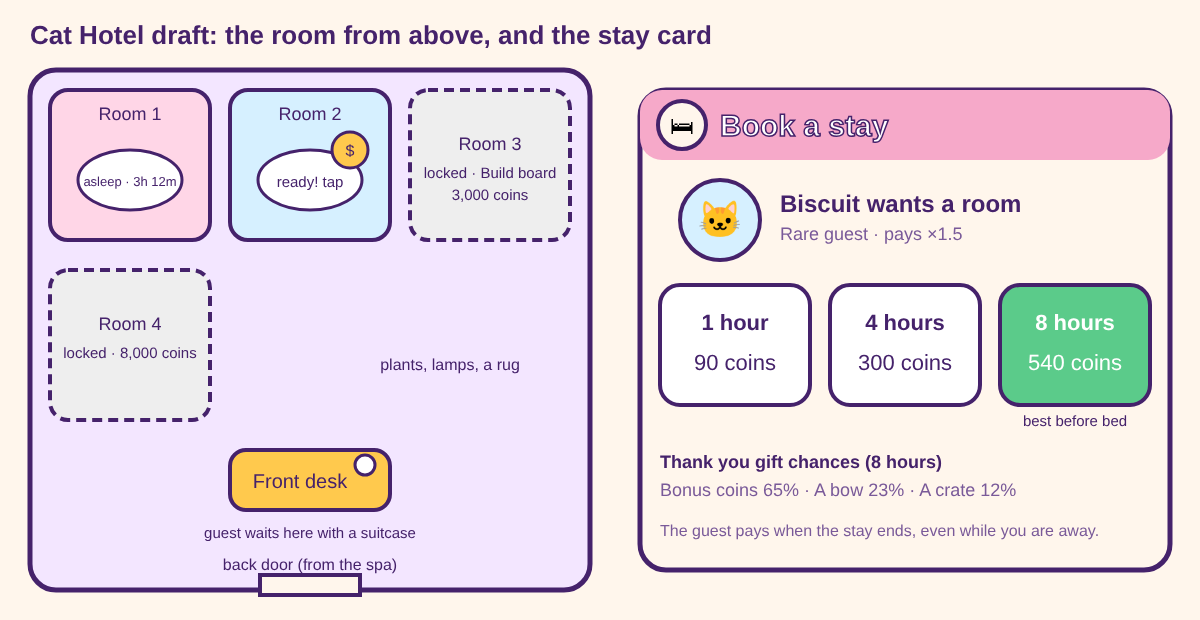 Cat Hotel draft: the room from above, and the stay card
Room 1
asleep · 3h 12m
Room 2
$
ready! tap
Room 3
locked · Build board
3,000 coins
Room 4
locked · 8,000 coins
plants, lamps, a rug
Front desk
guest waits here with a suitcase
back door (from the spa)
Book a stay
Biscuit wants a room
Rare guest · pays ×1.5
1 hour
90 coins
4 hours
300 coins
8 hours
540 coins
best before bed
Thank you gift chances (8 hours)
Bonus coins 65% · A bow 23% · A crate 12%
The guest pays when the stay ends, even while you are away.